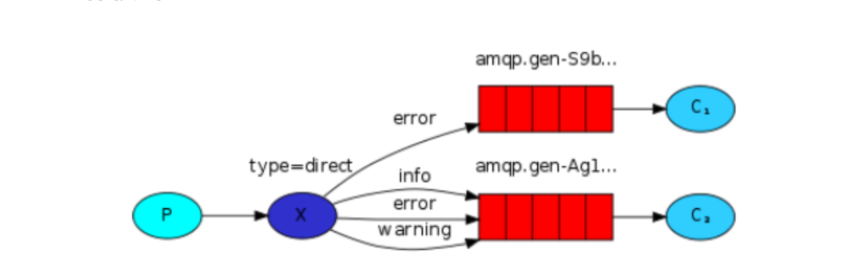 amqp.gen-S9b...
error
C₁
type=direct
amqp.gen-Ag1...
info
error
P
X
C₂
warning